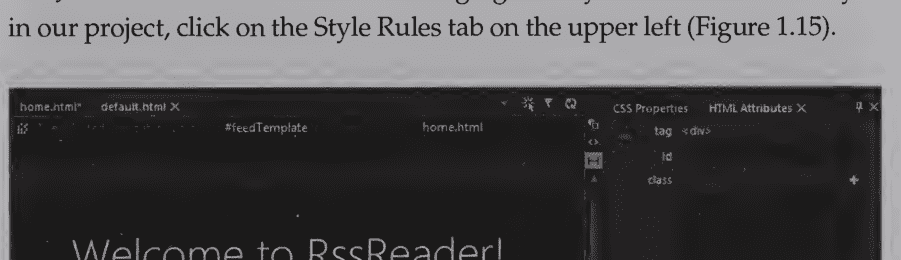 in our project, click on the Style Rules tab on the upper left (Figure 1.15).
home.html* default.html X
CSS Properties HTML Attributes X
#feedTemplate home.html
tag <div>
id
class
Welcome to RssReader!